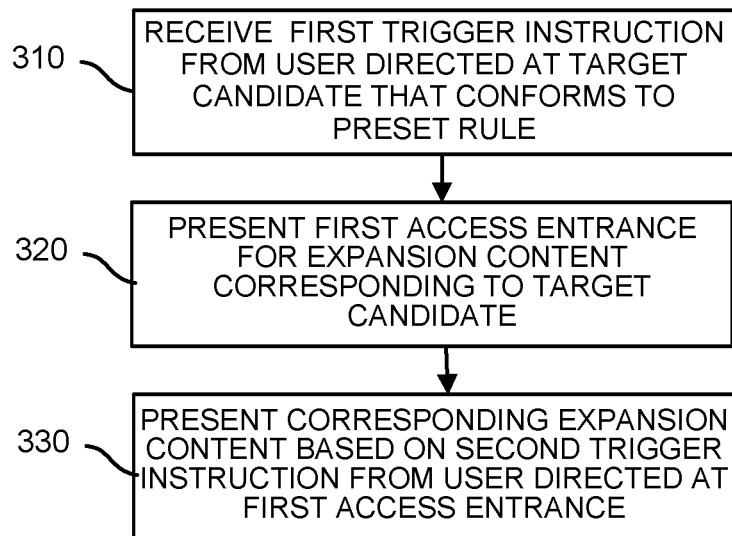 310
RECEIVE FIRST TRIGGER INSTRUCTION
FROM USER DIRECTED AT TARGET
CANDIDATE THAT CONFORMS TO
PRESET RULE
320
PRESENT FIRST ACCESS ENTRANCE
FOR EXPANSION CONTENT
CORRESPONDING TO TARGET
CANDIDATE
330
PRESENT CORRESPONDING EXPANSION
CONTENT BASED ON SECOND TRIGGER
INSTRUCTION FROM USER DIRECTED AT
FIRST ACCESS ENTRANCE